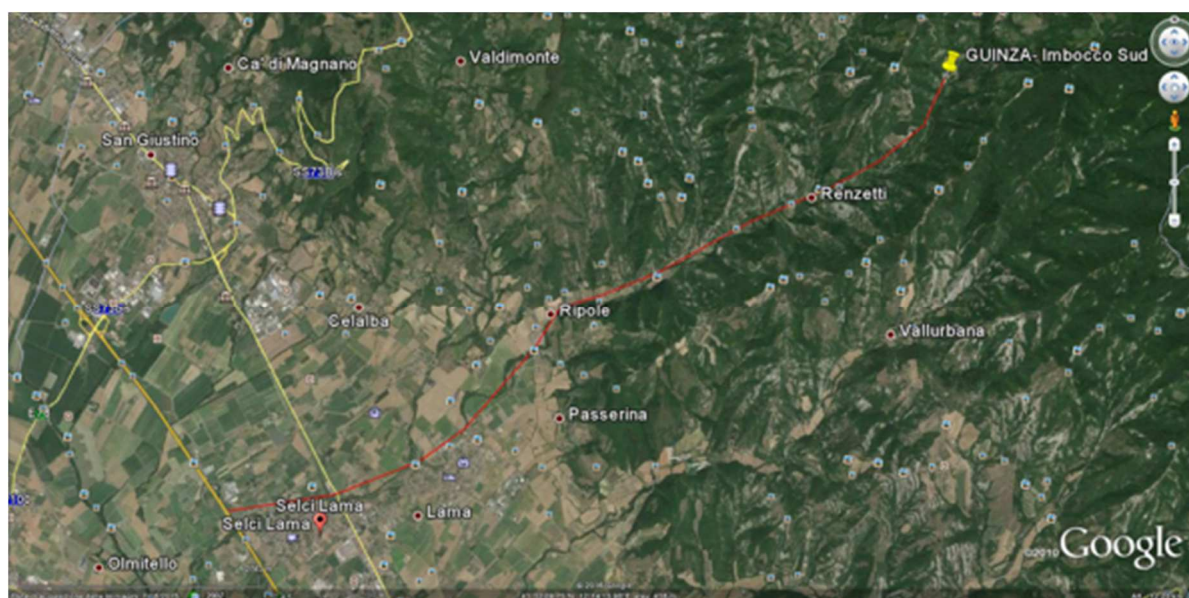 GUINZA- Imbocco Sud
Valdimonte
Ca' di Magnano
San Giustino
Renzetti
Ripole
Celalba
Vallurbana
Passerina
Selci Lama
Selci Lama
Lama
Olmitello
©2010 Google